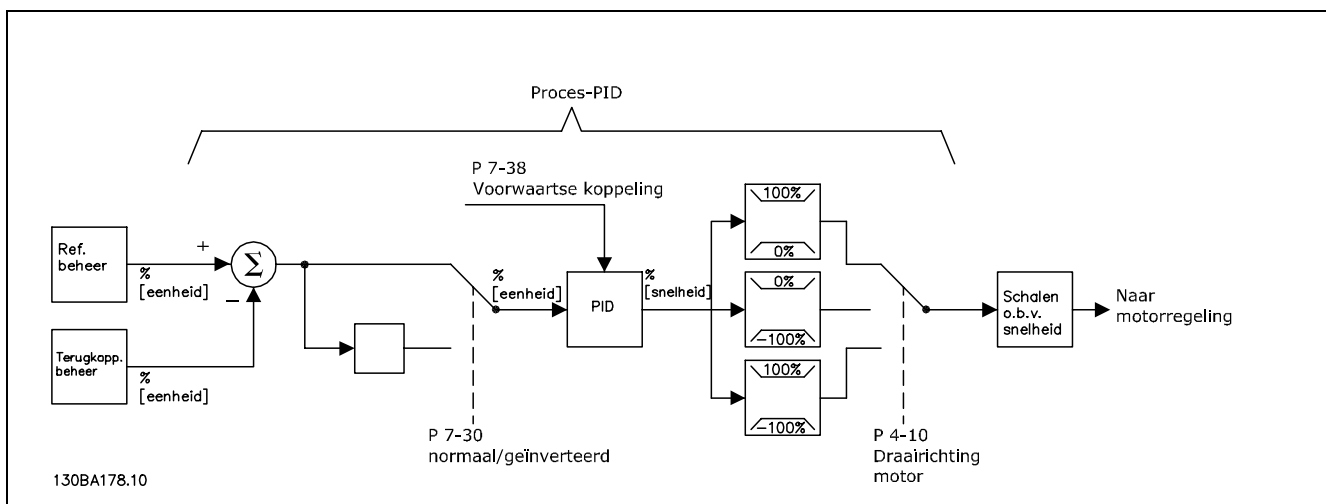 Proces-PID
P 7-38
Voorwaartse koppeling
Ref.
beheer
%
[eenheid]
+
Σ
−
Terugkopp.
beheer
%
[eenheid]
%
[eenheid]
PID
%
[snelheid]
100%
0%
0%
−100%
100%
−100%
Schalen
o.b.v.
snelheid
Naar
motorregeling
P 7-30
normaal/geïnverteerd
P 4-10
Draairichting
motor
130BA178.10